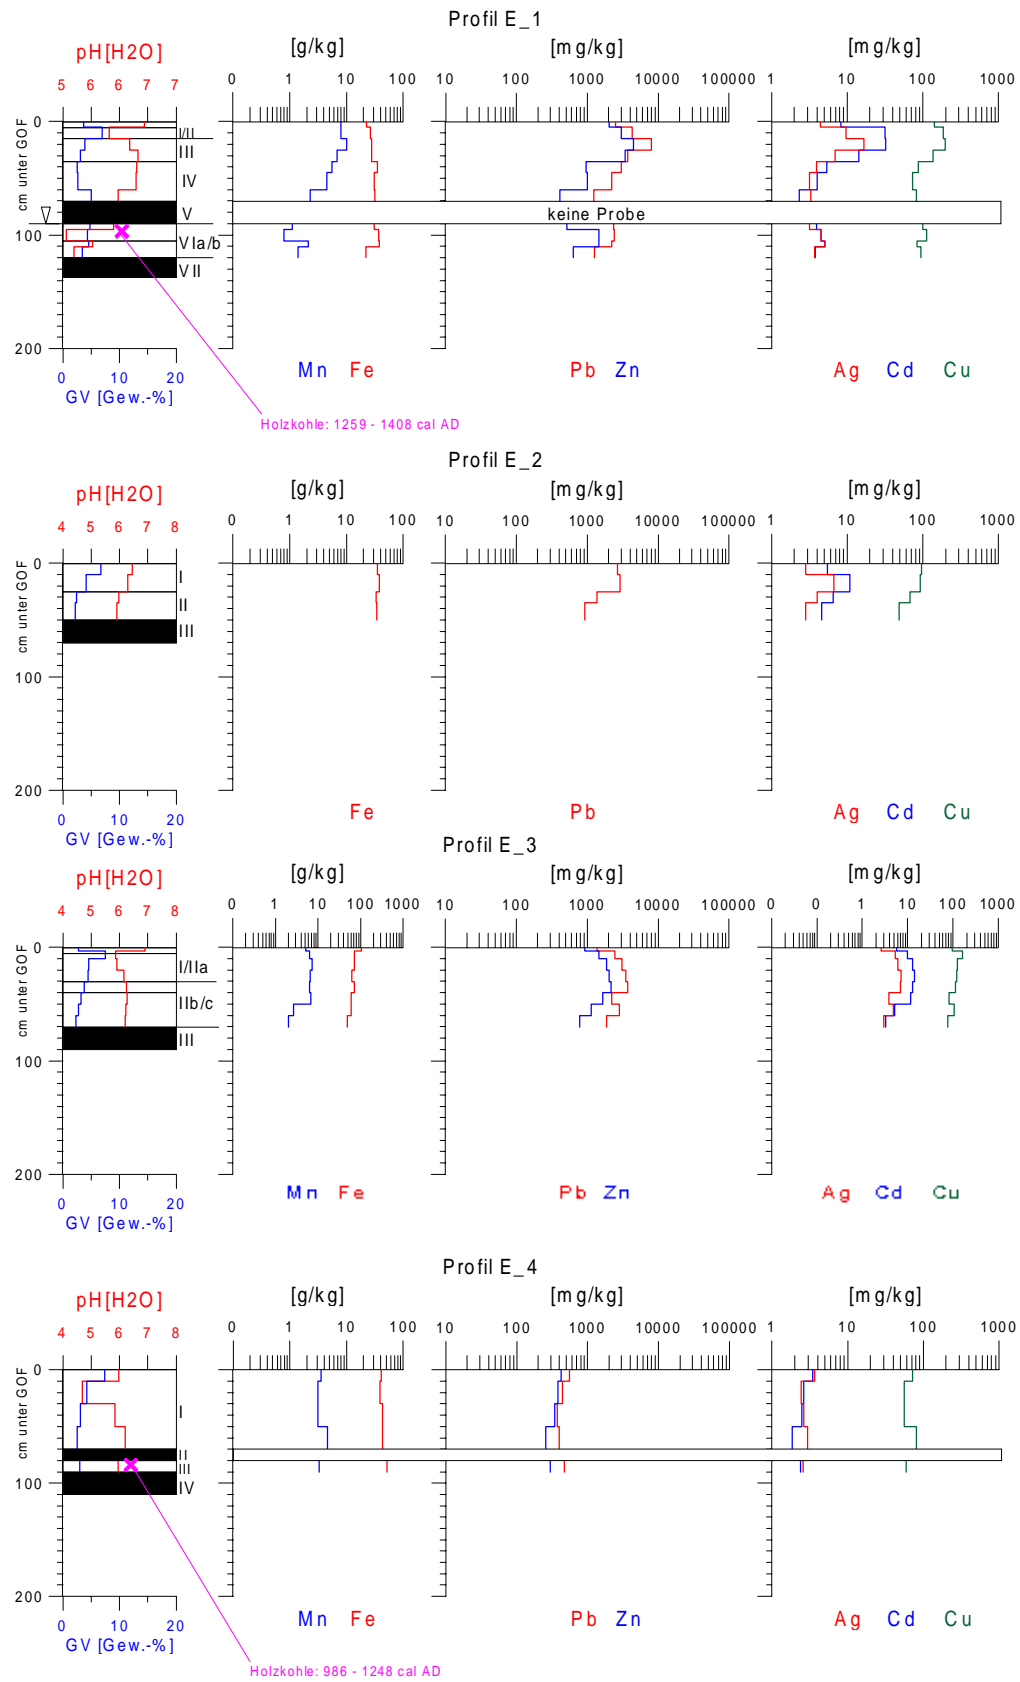 Profil E_1
pH[H2O] [g/kg] [mg/kg] [mg/kg]
5 6 6 7 7 0 1 10 100 10 100 1000 10000 100000 1 10 100 1000
cm unter GOF
0
I/II
III
IV
V
keine Probe
100
VIa/b
VII
200
0 10 20 Mn Fe Pb Zn Ag Cd Cu
GV [Gew.-%]
Holzkohle: 1259 - 1408 cal AD
Profil E_2
pH[H2O] [g/kg] [mg/kg] [mg/kg]
4 5 6 7 8 0 1 10 100 10 100 1000 10000 100000 1 10 100 1000
cm unter GOF
0
I
II
III
100
200
0 10 20 Fe Pb Ag Cd Cu
GV [Gew.-%]
Profil E_3
pH[H2O] [g/kg] [mg/kg] [mg/kg]
4 5 6 7 8 0 1 10 100 1000 10 100 1000 10000 100000 0 0 1 10 100 1000
cm unter GOF
0
I/IIa
IIb/c
III
100
200
0 10 20 Mn Fe Pb Zn Ag Cd Cu
GV [Gew.-%]
Profil E_4
pH[H2O] [g/kg] [mg/kg] [mg/kg]
4 5 6 7 8 0 1 10 100 10 100 1000 10000 100000 1 10 100 1000
cm unter GOF
0
I
II
III
IV
100
200
0 10 20 Mn Fe Pb Zn Ag Cd Cu
GV [Gew.-%]
Holzkohle: 986 - 1248 cal AD